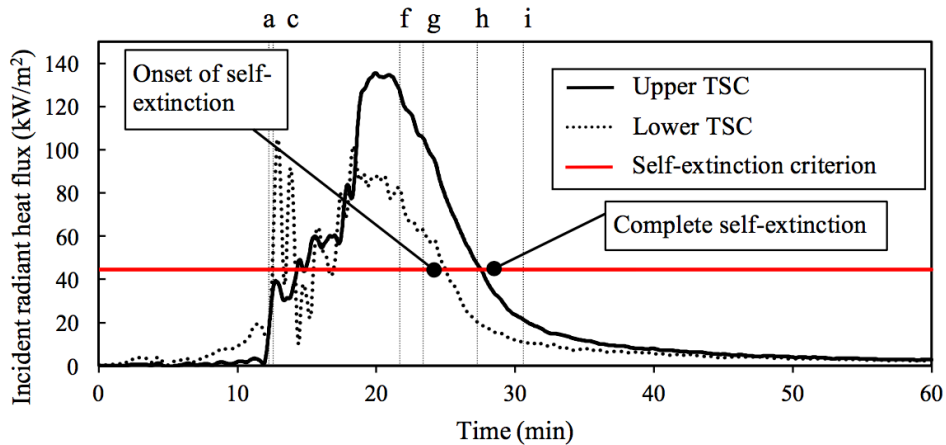 a c f g h i
140
120
100
80
60
40
20
0
Incident radiant heat flux (kW/m²)
Onset of self-
extinction
Upper TSC
Lower TSC
Self-extinction criterion
Complete self-extinction
0 10 20 30 40 50 60
Time (min)